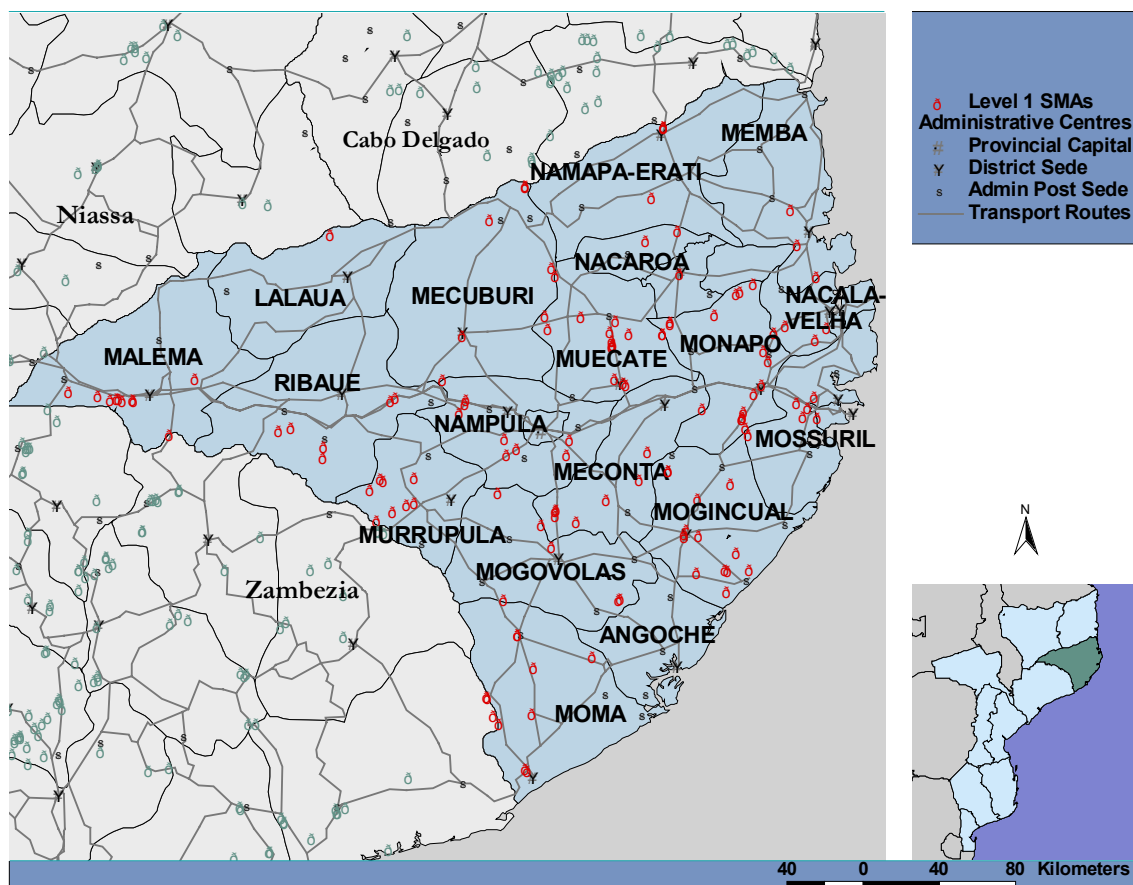 Level 1 SMAs
Administrative Centres
# Provincial Capital
Y District Sede
s Admin Post Sede
Transport Routes
Cabo Delgado
MEMBA
NAMAPA-ERATI
Niassa
NACAROA
LALAUA
MECUBURI
NACALA-
VELHA
MONAPO
MALEMA
MUECATE
RIBAUE
NAMPULA
MOSSURIL
MECONTA
MOGINCUAL
MURRUPULA
MOGOVOLAS
Zambezia
ANGOCHE
MOMA
N
40 0 40 80 Kilometers